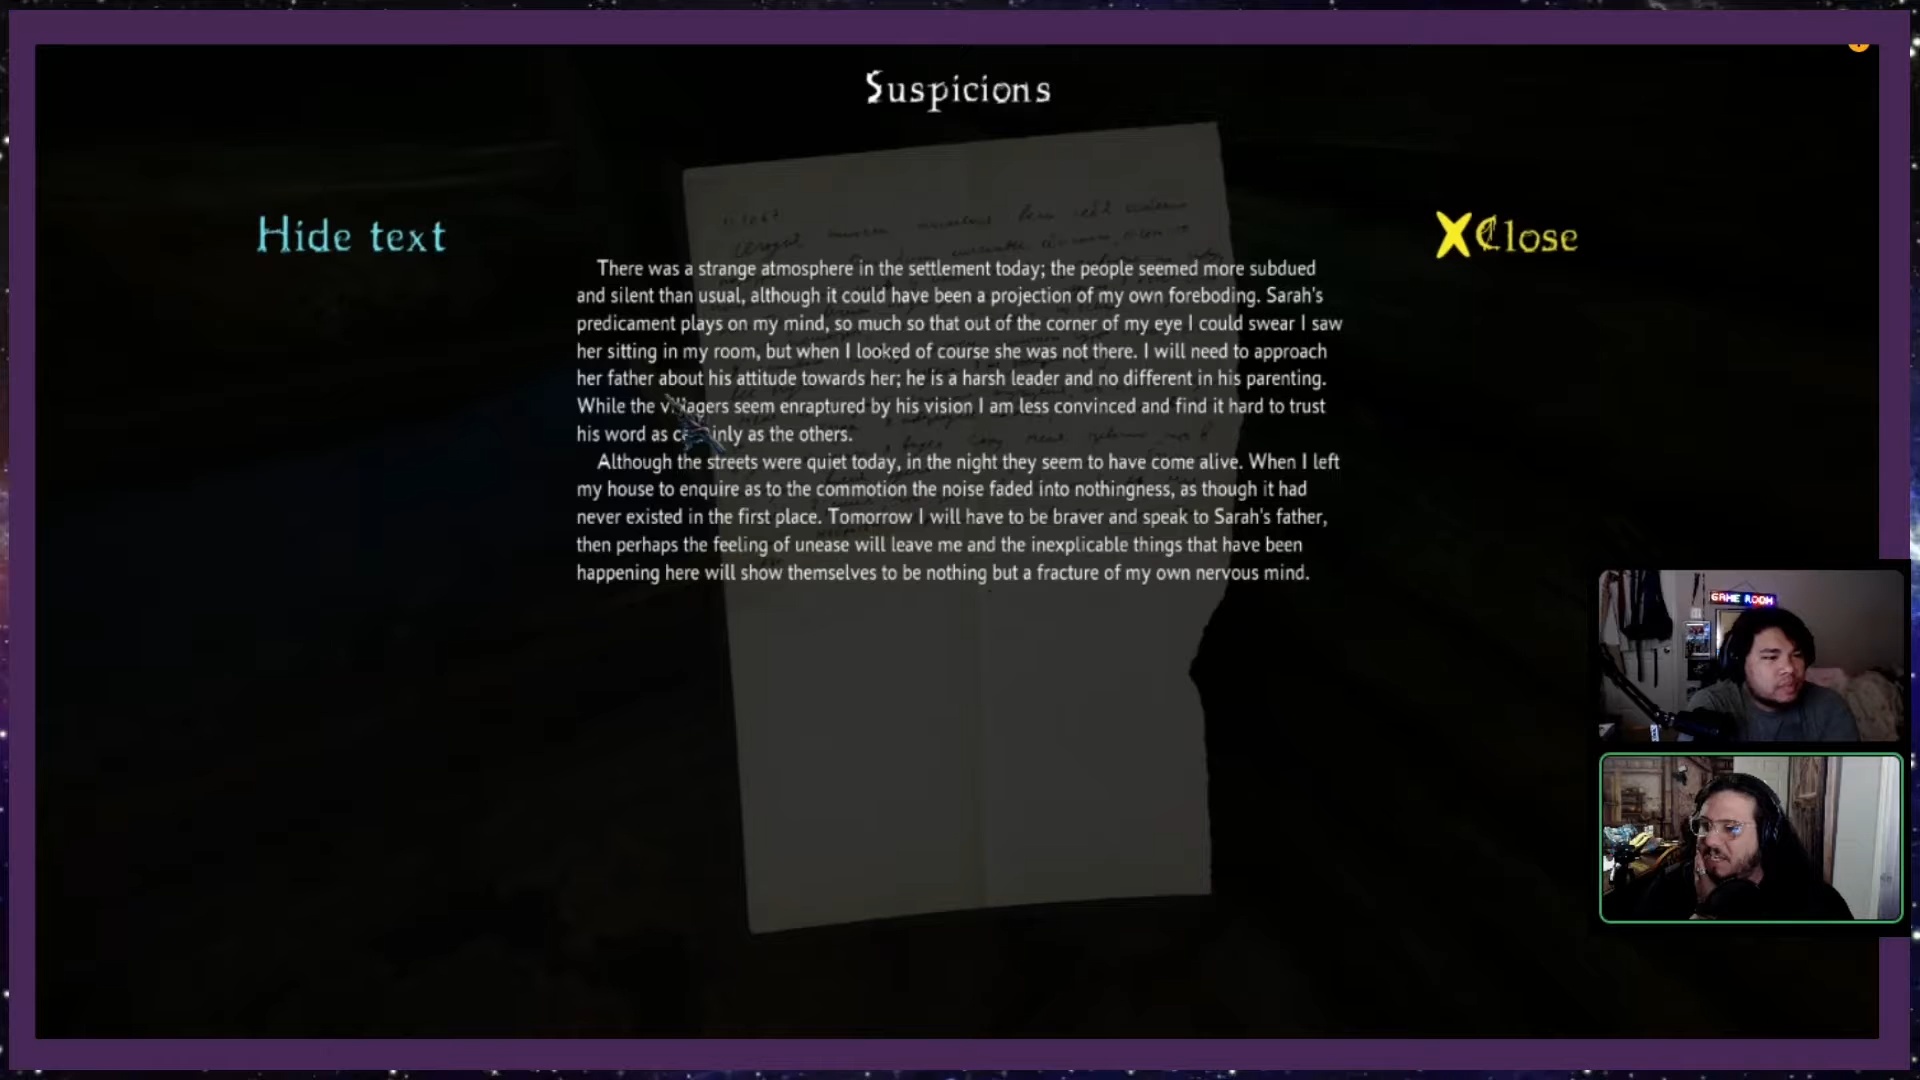 Suspicions
Hide text
Close
There was a strange atmosphere in the settlement today; the people seemed more subdued
and silent than usual, although it could have been a projection of my own foreboding. Sarah's
predicament plays on my mind, so much so that out of the corner of my eye I could swear I saw
her sitting in my room, but when I looked of course she was not there. I will need to approach
her father about his attitude towards her; he is a harsh leader and no different in his parenting.
While the villagers seem enraptured by his vision I am less convinced and find it hard to trust
his word as certainly as the others.
Although the streets were quiet today, in the night they seem to have come alive. When I left
my house to enquire as to the commotion the noise faded into nothingness, as though it had
never existed in the first place. Tomorrow I will have to be braver and speak to Sarah's father,
then perhaps the feeling of unease will leave me and the inexplicable things that have been
happening here will show themselves to be nothing but a fracture of my own nervous mind.
GAME ROOM